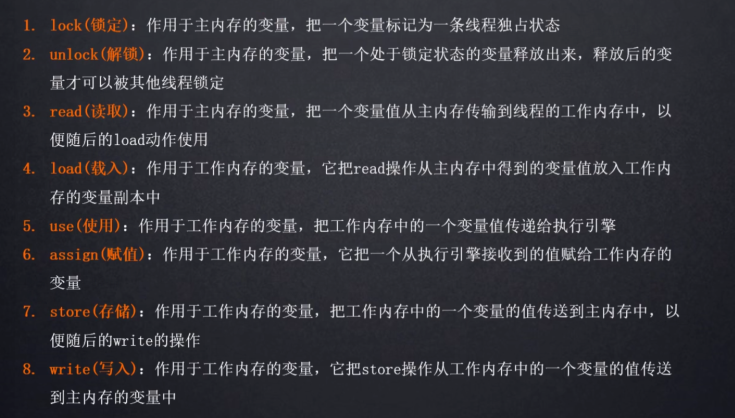 1. lock(锁定)：作用于主内存的变量，把一个变量标记为一条线程独占状态
2. unlock(解锁)：作用于主内存的变量，把一个处于锁定状态的变量释放出来，释放后的变
量才可以被其他线程锁定
3. read(读取)：作用于主内存的变量，把一个变量值从主内存传输到线程的工作内存中，以
便随后的load动作使用
4. load(载入)：作用于工作内存的变量，它把read操作从主内存中得到的变量值放入工作内
存的变量副本中
5. use(使用)：作用于工作内存的变量，把工作内存中的一个变量值传递给执行引擎
6. assign(赋值)：作用于工作内存的变量，它把一个从执行引擎接收到的值赋给工作内存的
变量
7. store(存储)：作用于工作内存的变量，把工作内存中的一个变量的值传送到主内存中，以
便随后的write的操作
8. write(写入)：作用于工作内存的变量，它把store操作从工作内存中的一个变量的值传送
到主内存的变量中